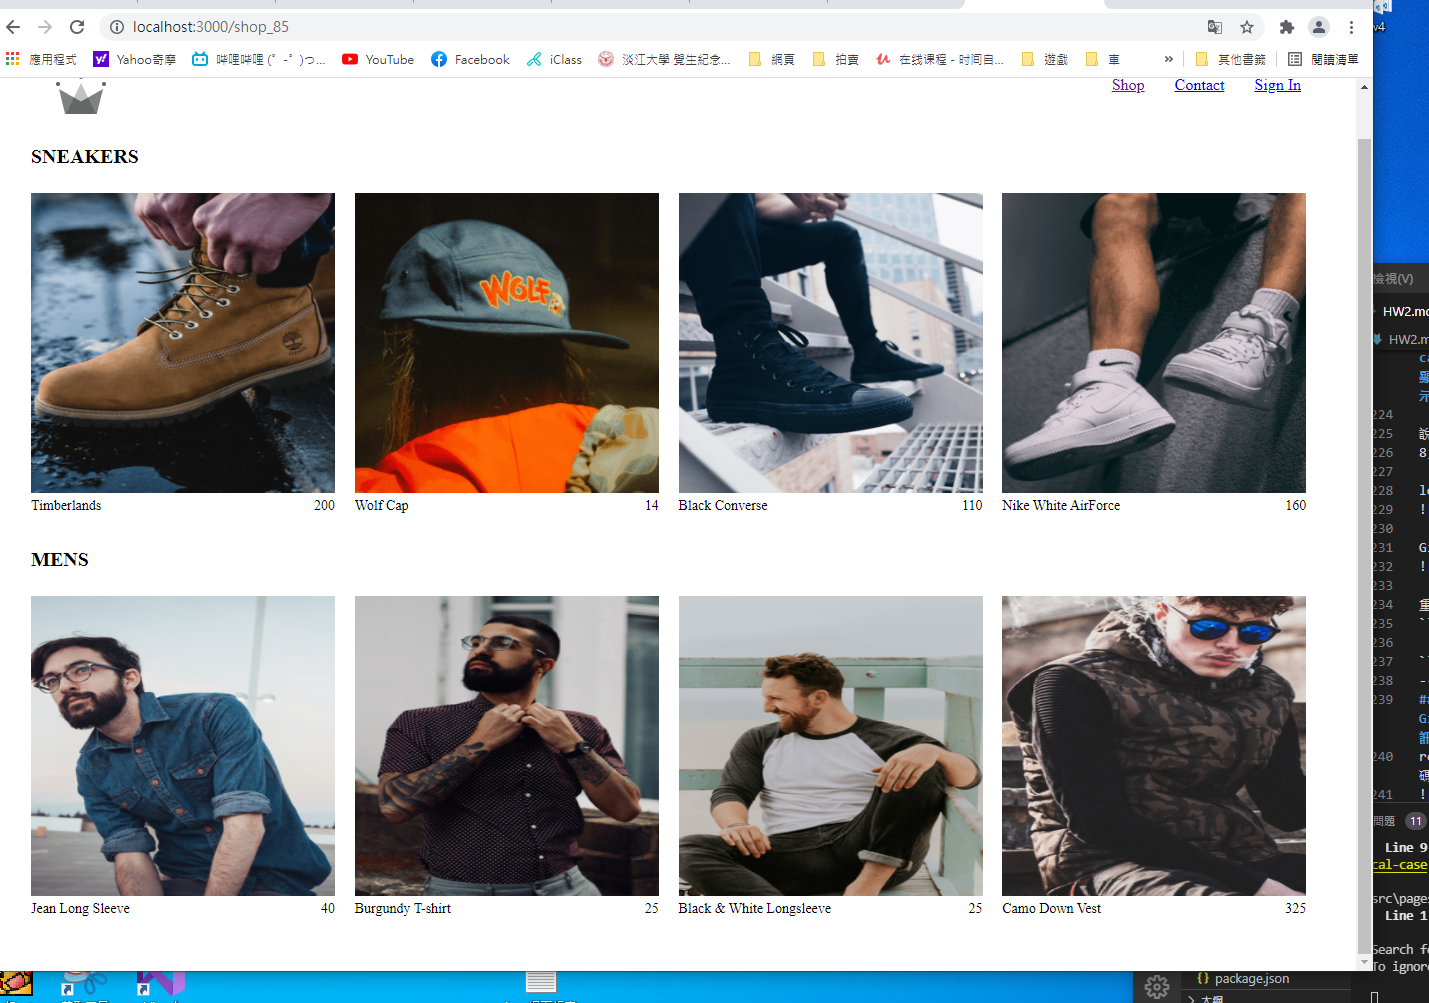 localhost:3000/shop_85
應用程式 Yahoo奇摩 哔哩哔哩 (゜-゜)つ... YouTube Facebook iClass 淡江大學 覺生紀念... 網頁 拍賣 在线课程 - 时间自... 遊戲 車 » 其他書籤 閱讀清單
Shop Contact Sign In
SNEAKERS
WOLF
Timberlands 200 Wolf Cap 14 Black Converse 110 Nike White AirForce 160
MENS
Jean Long Sleeve 40 Burgundy T-shirt 25 Black & White Longsleeve 25 Camo Down Vest 325
v4
檢視(V)
HW2.m
HW2.m
224
225
226 8
227
228
229 !
230
231 G
232 !
233
234 重
235
236
237
238
239 ##
240 re
碼
241 !
問題 11
Line 9
cal-case
src\page
Line 1
Search f
To ignor
{} package.json
> 大綱